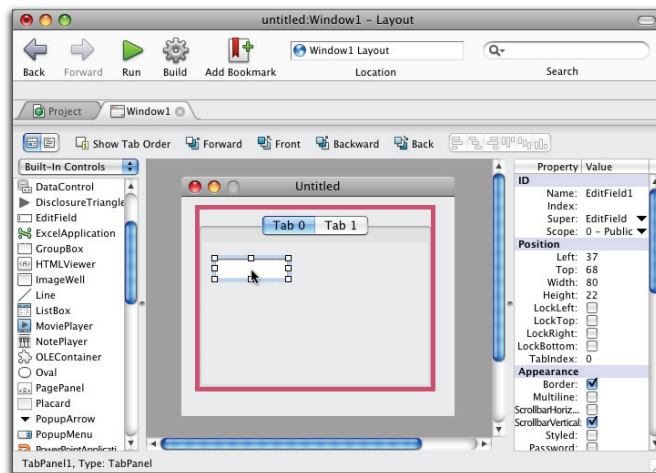 untitled:Window1 – Layout
Back Forward Run Build Add Bookmark
Window1 Layout
Location
Search
Project Window1
Show Tab Order Forward Front Backward Back
Built-In Controls
DataControl
DisclosureTriangle
EditField
ExcelApplication
GroupBox
HTMLViewer
ImageWell
Line
ListBox
MoviePlayer
NotePlayer
OLEContainer
Oval
PagePanel
Placard
PopupArrow
PopupMenu
PowerPointApplicati
Untitled
Tab 0 Tab 1
Property Value
ID
Name: EditField1
Index:
Super: EditField
Scope: 0 – Public
Position
Left: 37
Top: 68
Width: 80
Height: 22
LockLeft:
LockTop:
LockRight:
LockBottom:
TabIndex: 0
Appearance
Border:
Multiline:
ScrollbarHoriz...
ScrollbarVertical:
Styled:
Password:
TabPanel1, Type: TabPanel